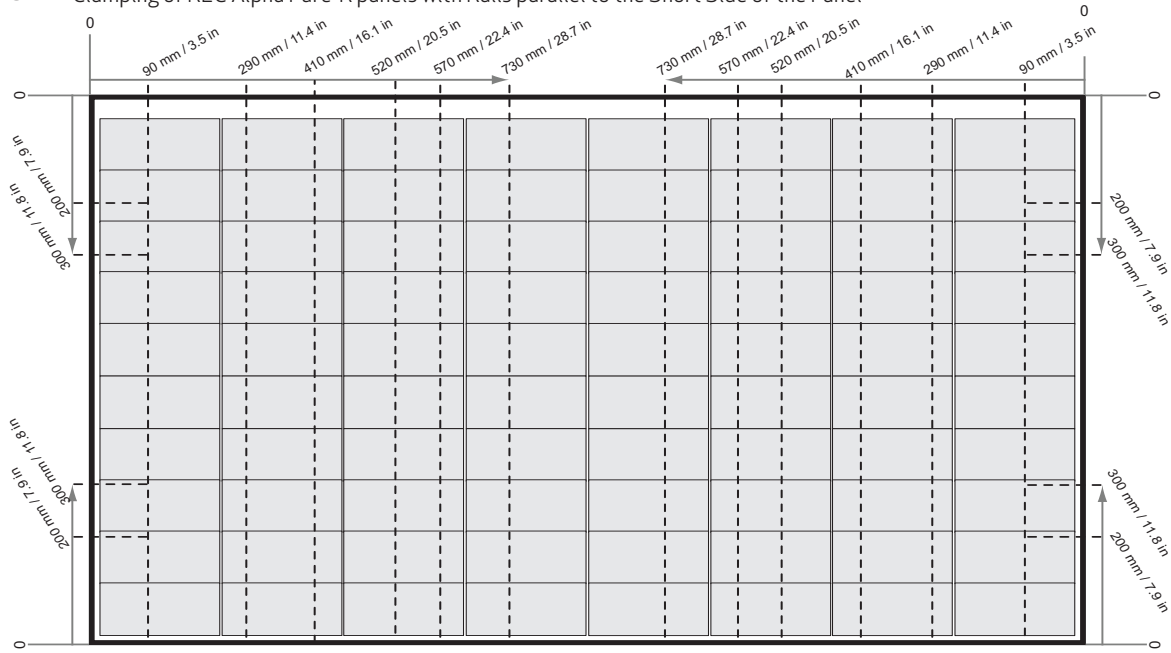 Clamping of REC Alpha Pure-R panels with Rails parallel to the Short Side of the Panel
0
0
90 mm / 3.5 in
290 mm / 11.4 in
410 mm / 16.1 in
520 mm / 20.5 in
570 mm / 22.4 in
730 mm / 28.7 in
730 mm / 28.7 in
570 mm / 22.4 in
520 mm / 20.5 in
410 mm / 16.1 in
290 mm / 11.4 in
90 mm / 3.5 in
0
0
200 mm / 7.9 in
300 mm / 11.8 in
200 mm / 7.9 in
300 mm / 11.8 in
300 mm / 11.8 in
200 mm / 7.9 in
300 mm / 11.8 in
200 mm / 7.9 in
0
0